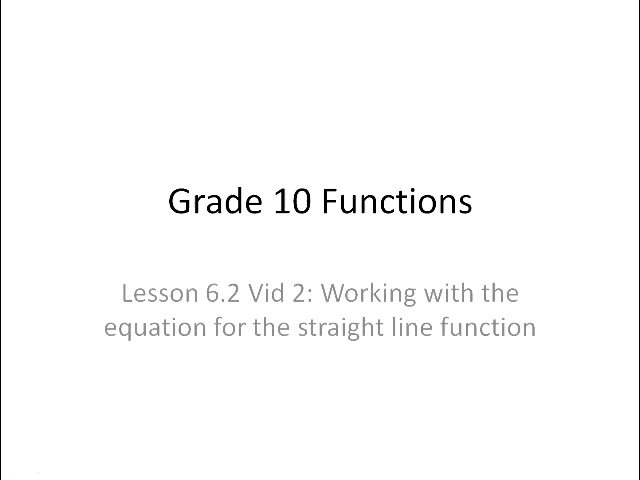 Grade 10 Functions
Lesson 6.2 Vid 2: Working with the
equation for the straight line function